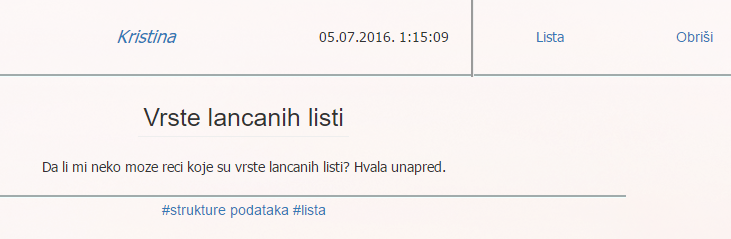 Kristina 05.07.2016. 1:15:09 Lista Obriši
Vrste lancanih listi
Da li mi neko moze reci koje su vrste lancanih listi? Hvala unapred.
#strukture podataka #lista